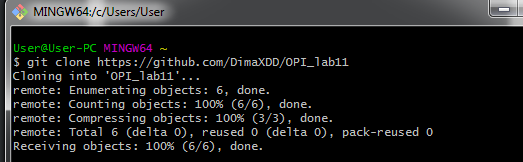 MINGW64:/c/Users/User
User@User-PC MINGW64 ~
$ git clone https://github.com/DimaXDD/OPI_lab11
Cloning into 'OPI_lab11'...
remote: Enumerating objects: 6, done.
remote: Counting objects: 100% (6/6), done.
remote: Compressing objects: 100% (3/3), done.
remote: Total 6 (delta 0), reused 0 (delta 0), pack-reused 0
Receiving objects: 100% (6/6), done.